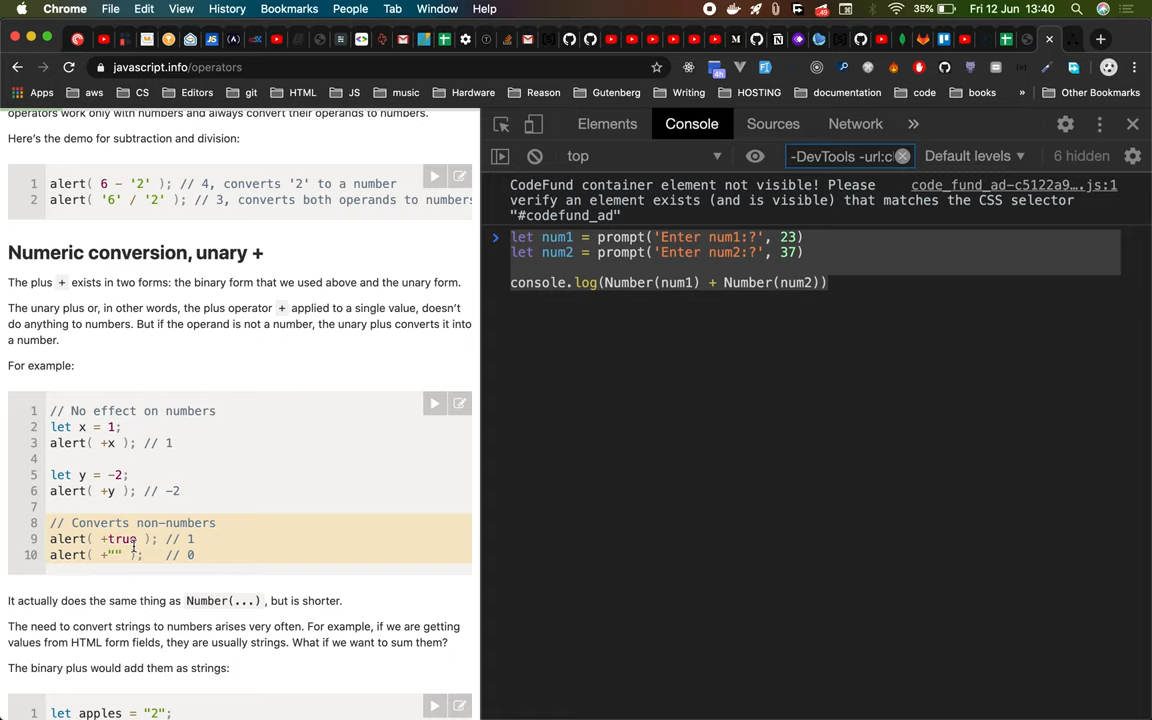 Chrome File Edit View History Bookmarks People Tab Window Help 35% Fri 12 Jun 13:40
javascript.info/operators
Apps aws CS Editors git HTML JS music Hardware Reason Gutenberg Writing HOSTING documentation code books » Other Bookmarks
operators work only with numbers and always convert their operands to numbers.
Here's the demo for subtraction and division:
1 alert( 6 - '2' ); // 4, converts '2' to a number
2 alert( '6' / '2' ); // 3, converts both operands to numbers
Numeric conversion, unary +
The plus + exists in two forms: the binary form that we used above and the unary form.
The unary plus or, in other words, the plus operator + applied to a single value, doesn't
do anything to numbers. But if the operand is not a number, the unary plus converts it into
a number.
For example:
1 // No effect on numbers
2 let x = 1;
3 alert( +x ); // 1
4
5 let y = -2;
6 alert( +y ); // -2
7
8 // Converts non-numbers
9 alert( +true ); // 1
10 alert( +"" ); // 0
It actually does the same thing as Number(...) , but is shorter.
The need to convert strings to numbers arises very often. For example, if we are getting
values from HTML form fields, they are usually strings. What if we want to sum them?
The binary plus would add them as strings:
1 let apples = "2";
Elements Console Sources Network »
top -DevTools -url:c Default levels 6 hidden
CodeFund container element not visible! Please code_fund_ad-c5122a9….js:1
verify an element exists (and is visible) that matches the CSS selector
"#codefund_ad"
let num1 = prompt('Enter num1:?', 23)
let num2 = prompt('Enter num2:?', 37)
console.log(Number(num1) + Number(num2))